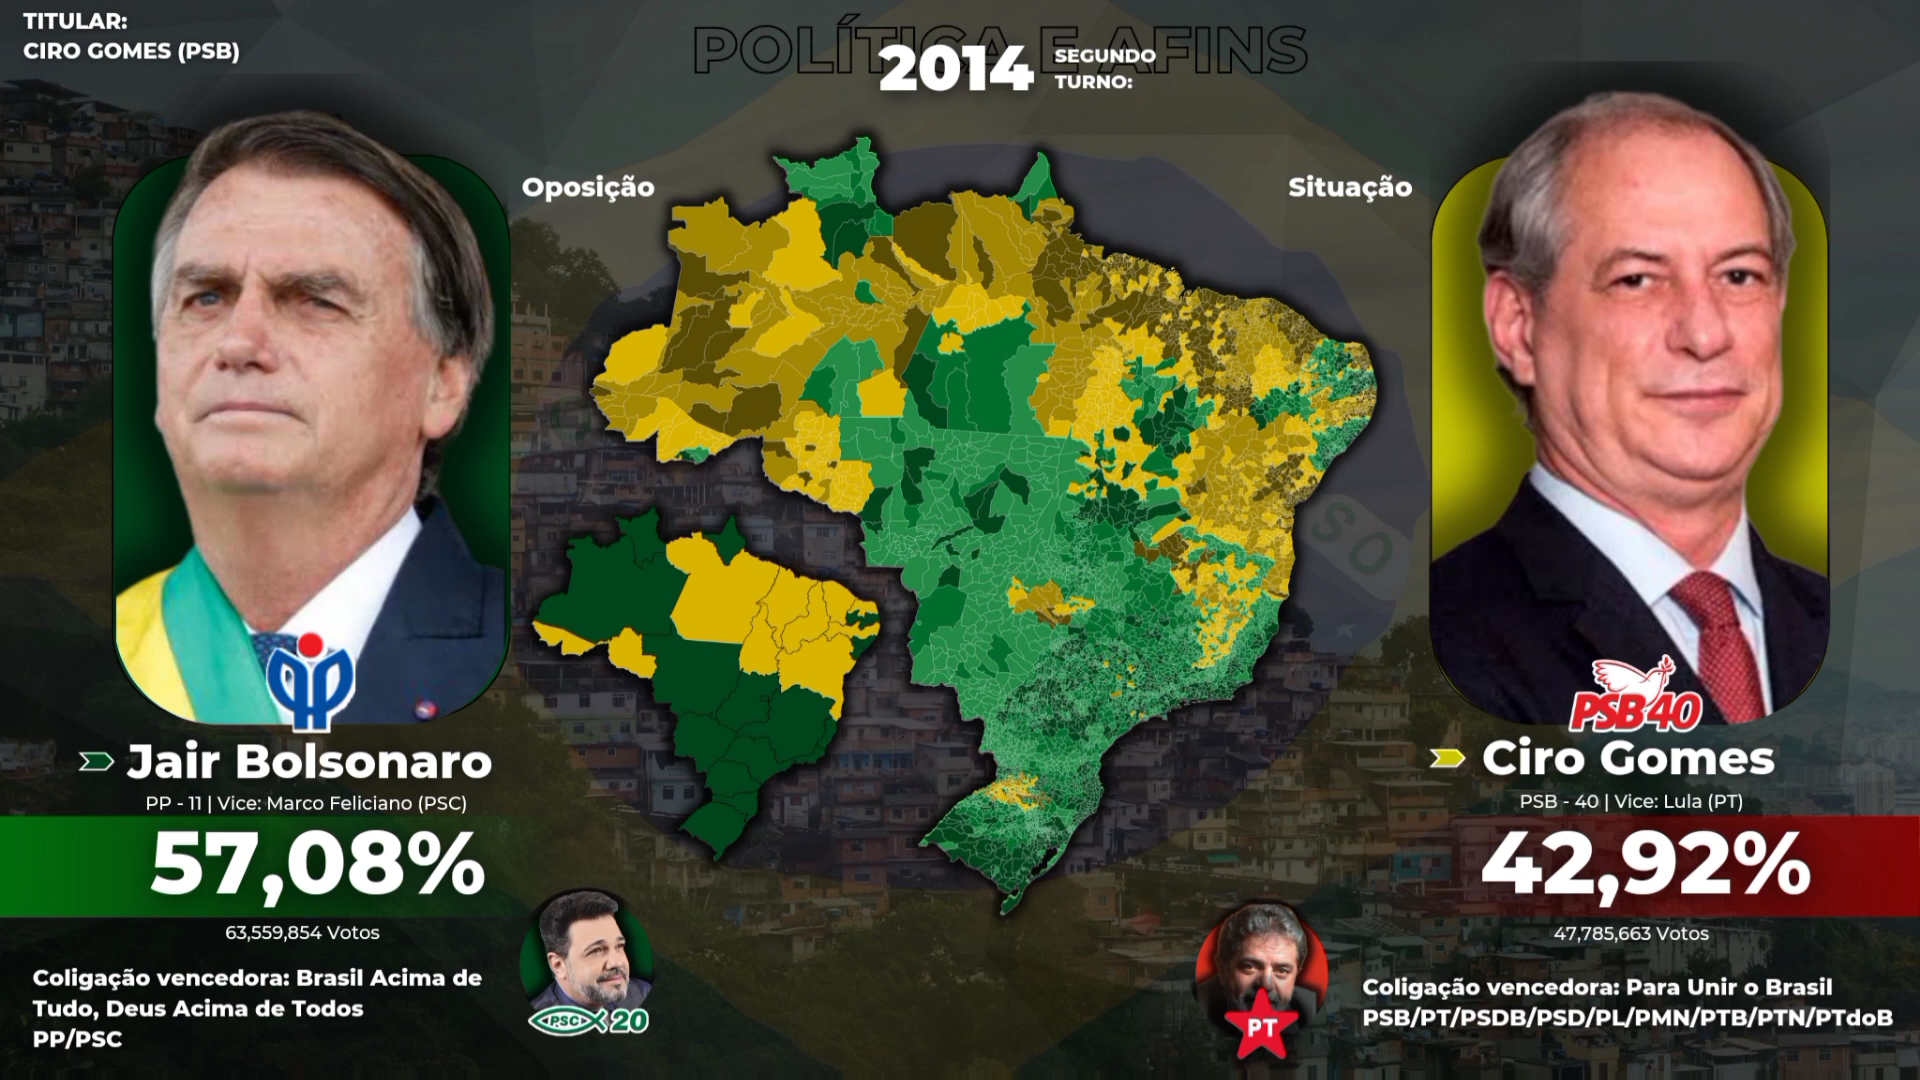 TITULAR:
CIRO GOMES (PSB)
POLÍTICA E AFINS
2014
SEGUNDO
TURNO:
Oposição
Situação
SO
Jair Bolsonaro
PP - 11 | Vice: Marco Feliciano (PSC)
57,08%
63,559,854 Votos
Coligação vencedora: Brasil Acima de
Tudo, Deus Acima de Todos
PP/PSC
PSC 20
PSB 40
Ciro Gomes
PSB - 40 | Vice: Lula (PT)
42,92%
47,785,663 Votos
PT
Coligação vencedora: Para Unir o Brasil
PSB/PT/PSDB/PSD/PL/PMN/PTB/PTN/PTdoB